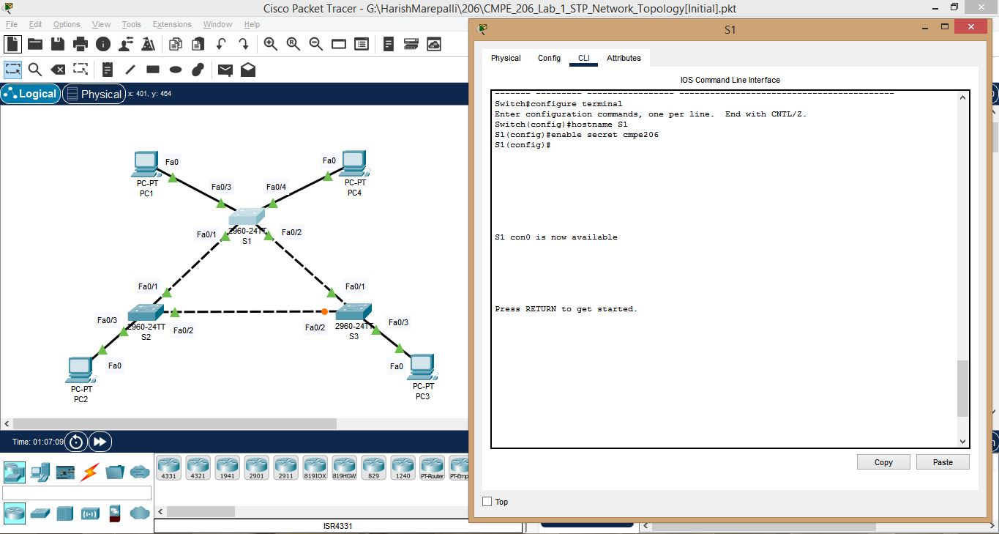 Cisco Packet Tracer - G:\HarishMarepalli\206\CMPE_206_Lab_1_STP_Network_Topology[Initial].pkt
File Edit Options View Tools Extensions Window Help
Logical Physical x: 401, y: 464
Fa0
Fa0
PC-PT
PC1
PC-PT
PC4
Fa0/3
Fa0/4
2960-24TT
S1
Fa0/1
Fa0/2
Fa0/1
Fa0/1
Fa0/3
2960-24TT
S2
Fa0/2
Fa0/2
2960-24TT
S3
Fa0/3
Fa0
Fa0
PC-PT
PC2
PC-PT
PC3
Time: 01:07:09
4331 4321 1941 2901 2911 819IOX 819HGW 829 1240 PT-Router PT-Emp
ISR4331
S1
Physical Config CLI Attributes
IOS Command Line Interface
------- ---------- ------------------ -------------------------------------------
Switch#configure terminal
Enter configuration commands, one per line. End with CNTL/Z.
Switch(config)#hostname S1
S1(config)#enable secret cmpe206
S1(config)#
S1 con0 is now available
Press RETURN to get started.
Copy Paste
Top